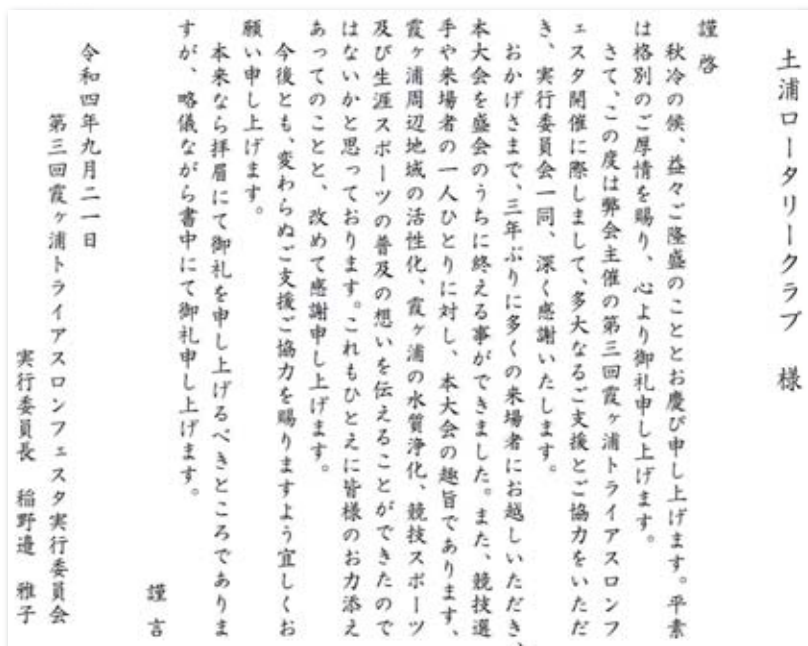 土浦ロータリークラブ　様
謹啓
秋冷の候、益々ご隆盛のこととお慶び申し上げます。平素
は格別のご厚情を賜り、心より御礼申し上げます。
さて、この度は弊会主催の第三回霞ヶ浦トライアスロンフ
ェスタ開催に際しまして、多大なるご支援とご協力をいただ
き、実行委員会一同、深く感謝いたします。
おかげさまで、三年ぶりに多くの来場者にお越しいただき、
本大会を盛会のうちに終える事ができました。また、競技選
手や来場者の一人ひとりに対し、本大会の趣旨であります、
霞ヶ浦周辺地域の活性化、霞ヶ浦の水質浄化、競技スポーツ
及び生涯スポーツの普及の想いを伝えることができたので
はないかと思っております。これもひとえに皆様のお力添え
あってのことと、改めて感謝申し上げます。
今後とも、変わらぬご支援ご協力を賜りますよう宜しくお
願い申し上げます。
本来なら拝眉にて御礼を申し上げるべきところでありま
すが、略儀ながら書中にて御礼申し上げます。
謹言
令和四年九月二一日
第三回霞ヶ浦トライアスロンフェスタ実行委員会
実行委員長　稲野邉　雅子